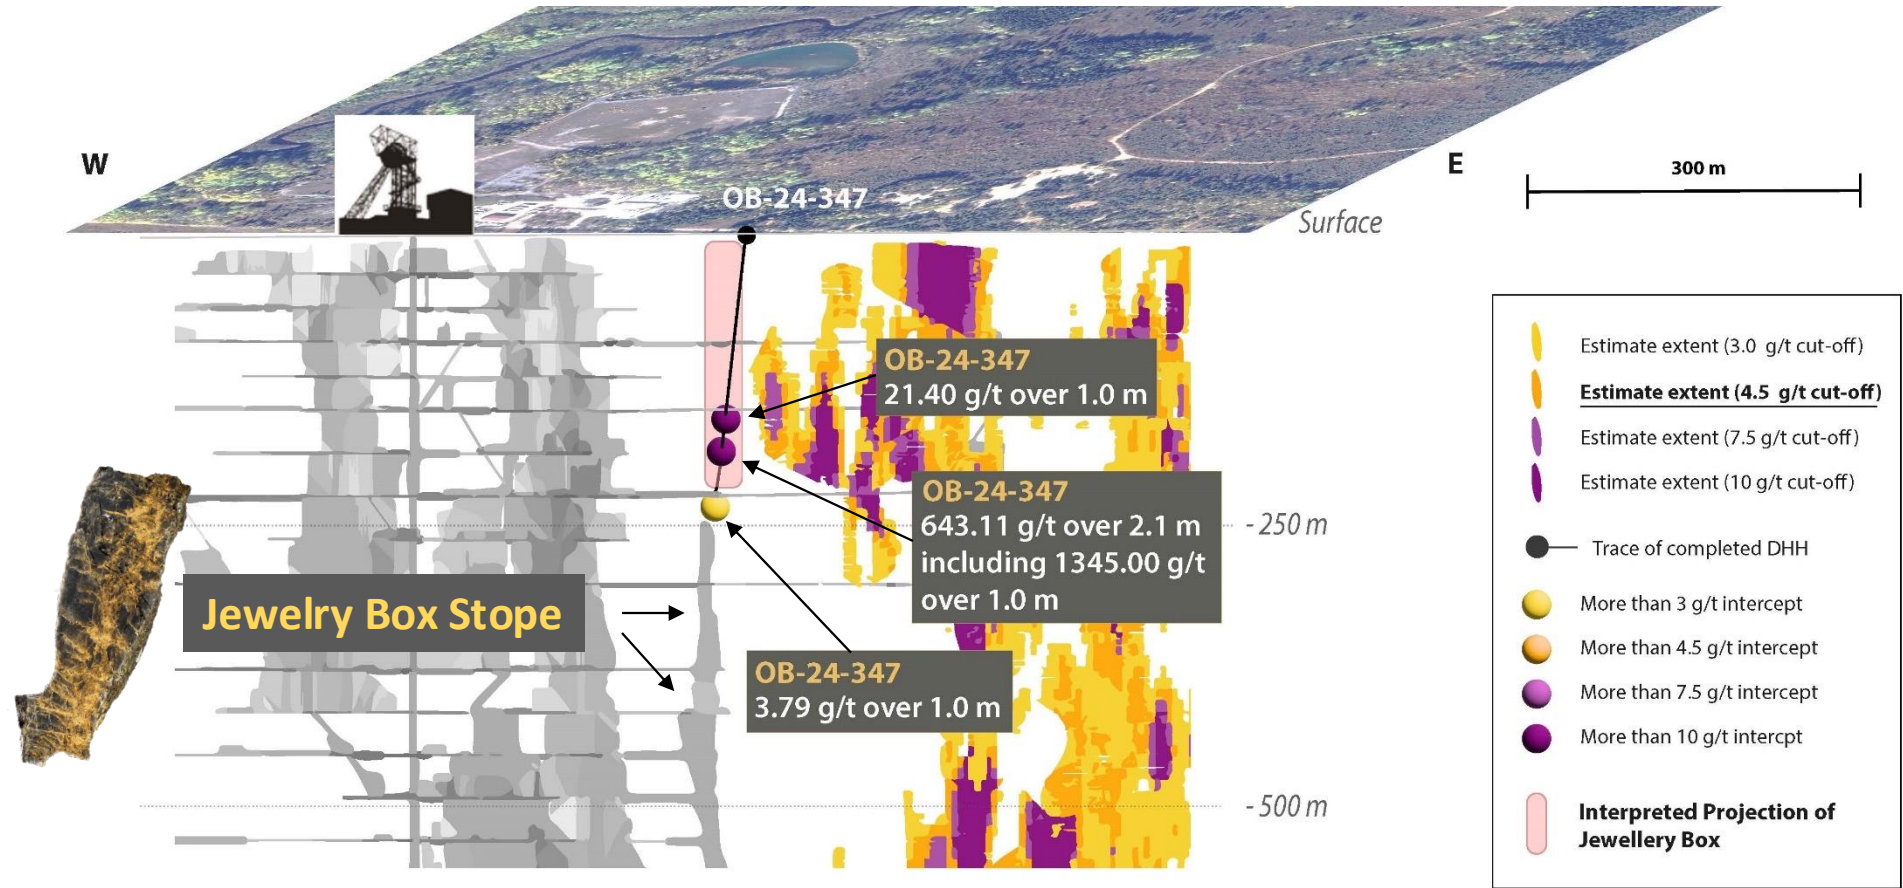 W
E
300 m
OB-24-347
Surface
OB-24-347
21.40 g/t over 1.0 m
OB-24-347
643.11 g/t over 2.1 m
including 1345.00 g/t
over 1.0 m
- 250 m
Jewelry Box Stope
OB-24-347
3.79 g/t over 1.0 m
- 500 m
Estimate extent (3.0 g/t cut-off)
Estimate extent (4.5 g/t cut-off)
Estimate extent (7.5 g/t cut-off)
Estimate extent (10 g/t cut-off)
Trace of completed DHH
More than 3 g/t intercept
More than 4.5 g/t intercept
More than 7.5 g/t intercept
More than 10 g/t intercpt
Interpreted Projection of
Jewellery Box